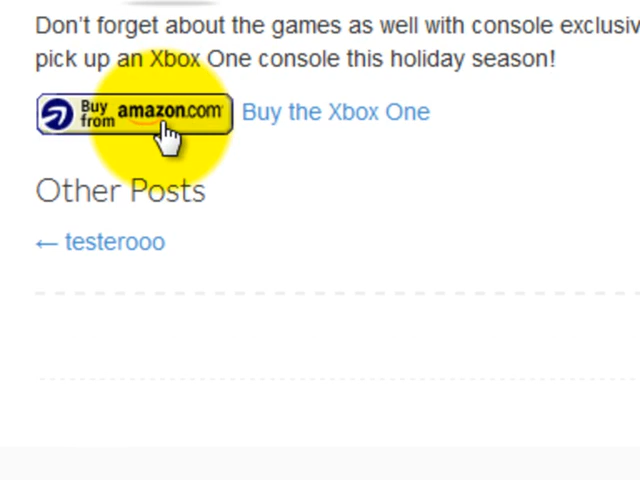 Don't forget about the games as well with console
pick up an Xbox One console this holiday season!
Buy from amazon.com Buy the Xbox One
Other Posts
← testerooo